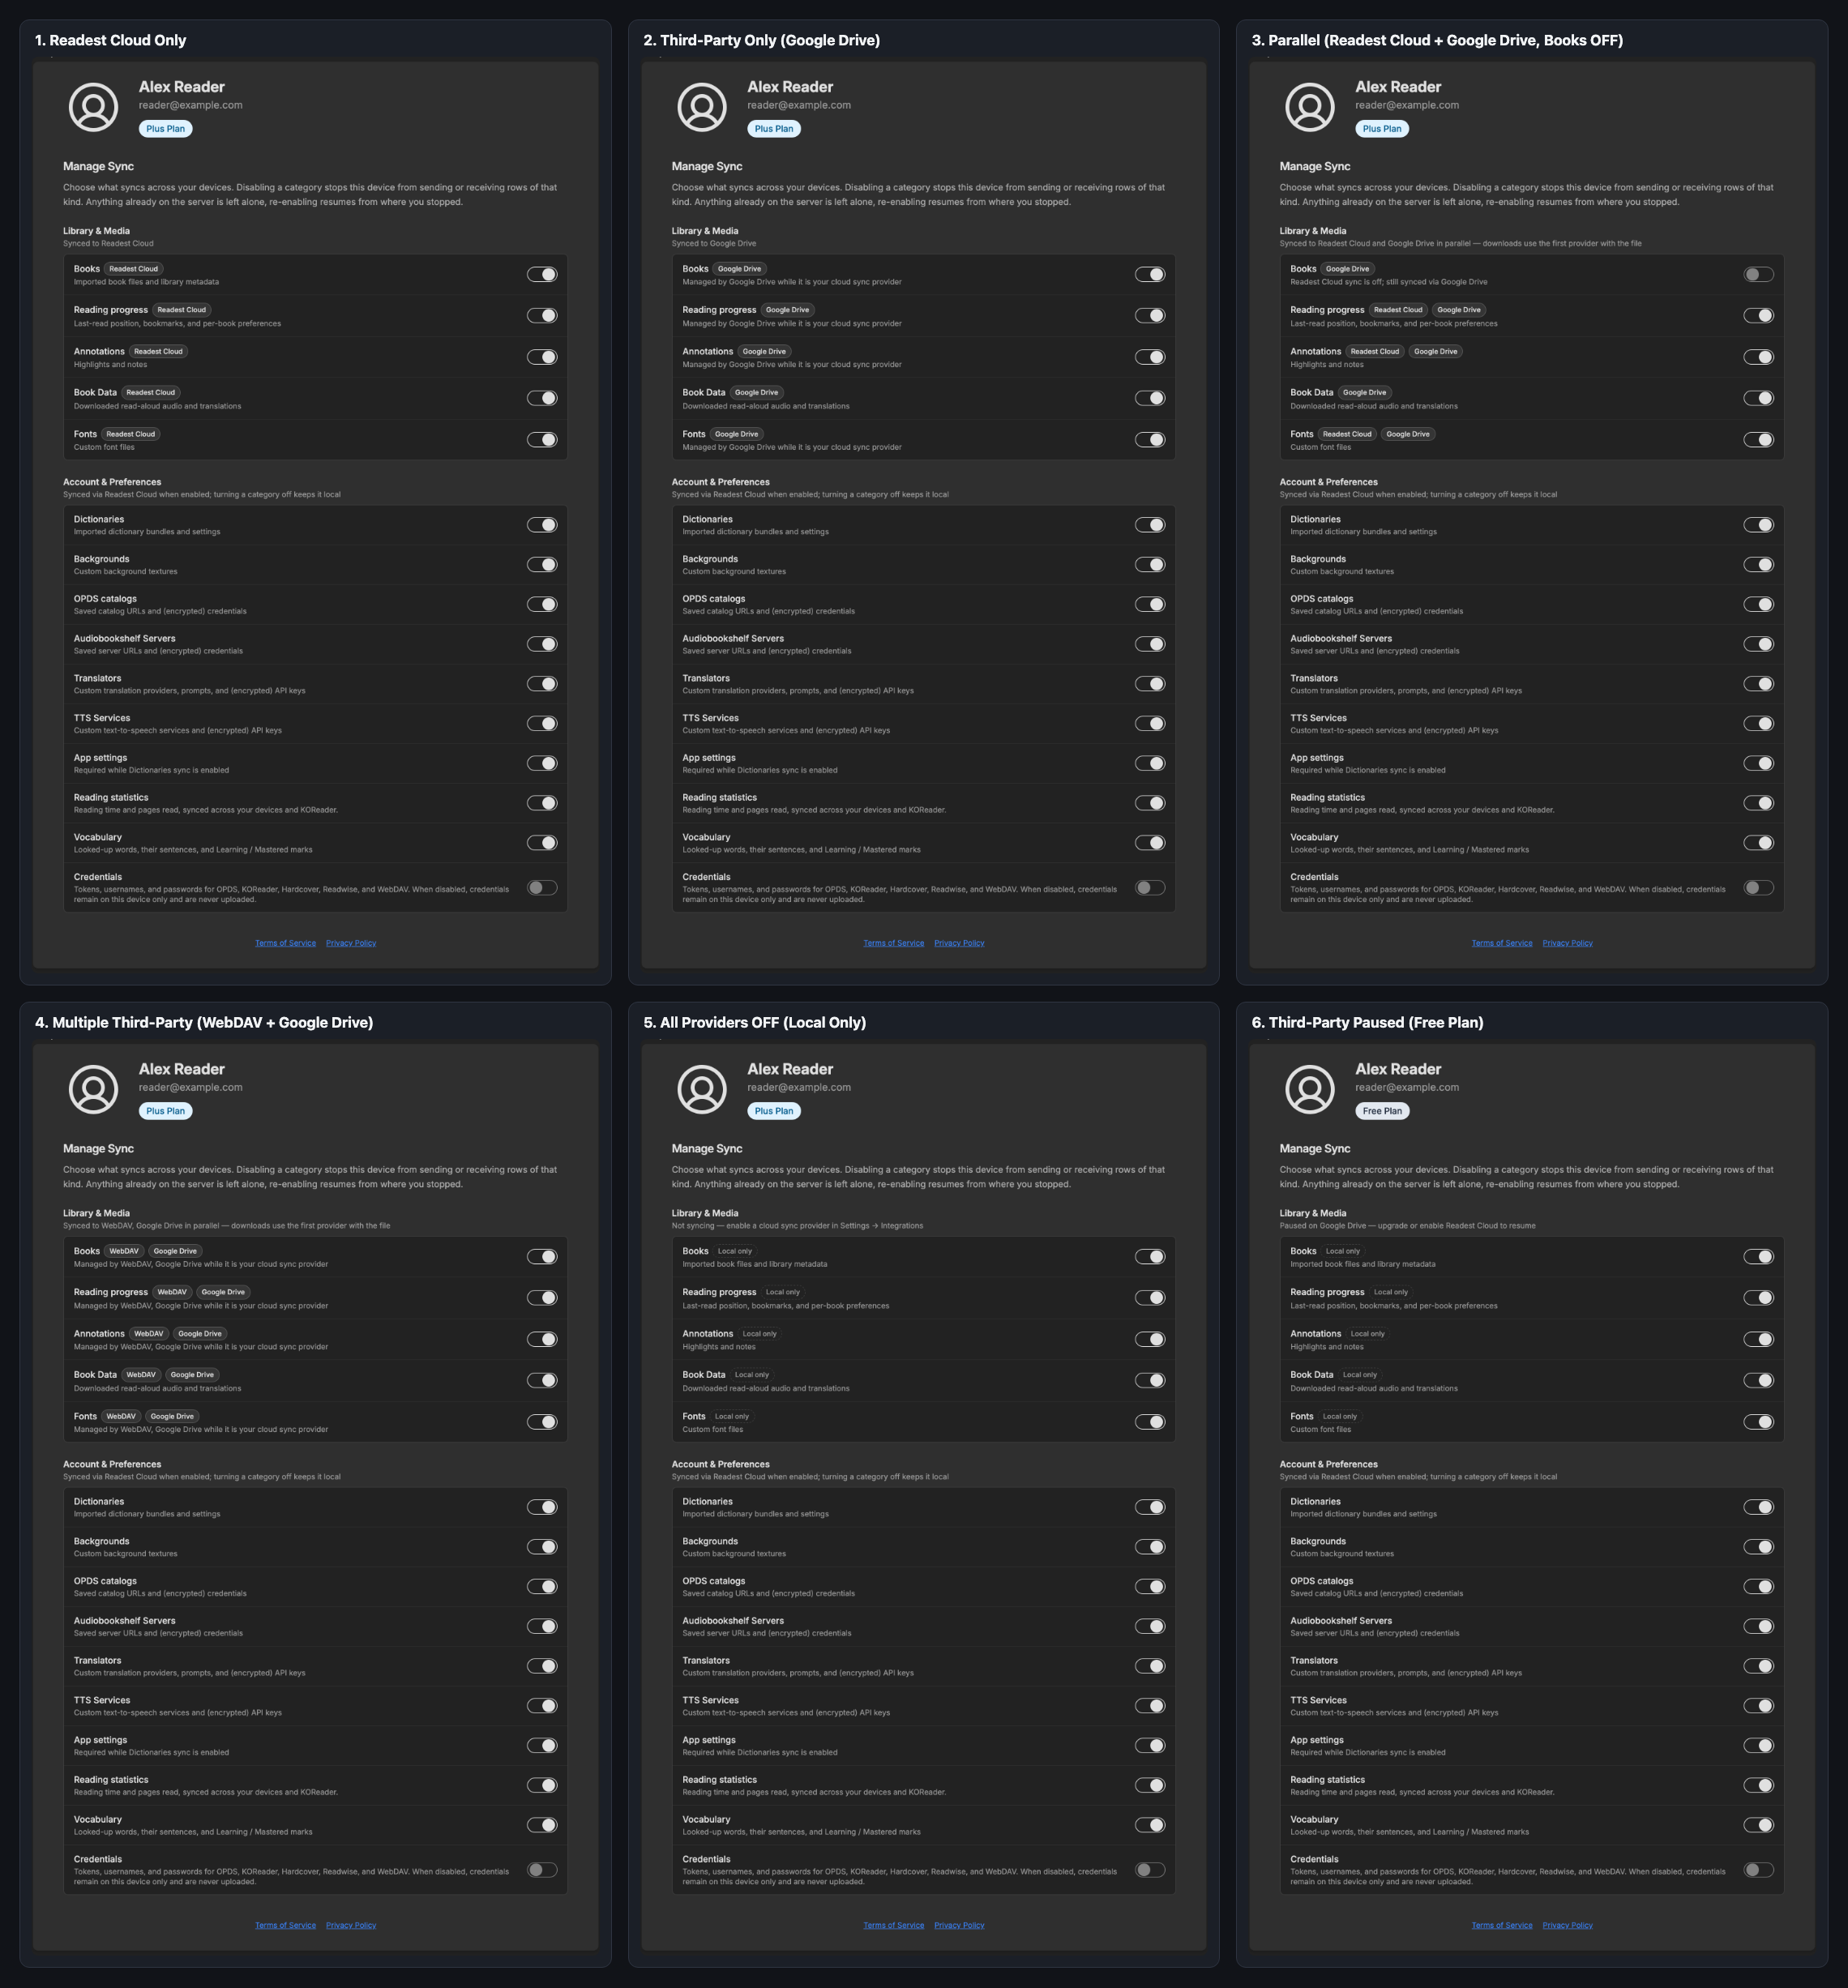 1. Readest Cloud Only
Alex Reader
reader@example.com
Plus Plan
Manage Sync
Choose what syncs across your devices. Disabling a category stops this device from sending or receiving rows of that
kind. Anything already on the server is left alone, re-enabling resumes from where you stopped.
Library & Media
Synced to Readest Cloud
Books Readest Cloud
Imported book files and library metadata
Reading progress Readest Cloud
Last-read position, bookmarks, and per-book preferences
Annotations Readest Cloud
Highlights and notes
Book Data Readest Cloud
Downloaded read-aloud audio and translations
Fonts Readest Cloud
Custom font files
Account & Preferences
Synced via Readest Cloud when enabled; turning a category off keeps it local
Dictionaries
Imported dictionary bundles and settings
Backgrounds
Custom background textures
OPDS catalogs
Saved catalog URLs and (encrypted) credentials
Audiobookshelf Servers
Saved server URLs and (encrypted) credentials
Translators
Custom translation providers, prompts, and (encrypted) API keys
TTS Services
Custom text-to-speech services and (encrypted) API keys
App settings
Required while Dictionaries sync is enabled
Reading statistics
Reading time and pages read, synced across your devices and KOReader.
Vocabulary
Looked-up words, their sentences, and Learning / Mastered marks
Credentials
Tokens, usernames, and passwords for OPDS, KOReader, Hardcover, Readwise, and WebDAV. When disabled, credentials
remain on this device only and are never uploaded.
Terms of Service Privacy Policy
2. Third-Party Only (Google Drive)
Alex Reader
reader@example.com
Plus Plan
Manage Sync
Choose what syncs across your devices. Disabling a category stops this device from sending or receiving rows of that
kind. Anything already on the server is left alone, re-enabling resumes from where you stopped.
Library & Media
Synced to Google Drive
Books Google Drive
Managed by Google Drive while it is your cloud sync provider
Reading progress Google Drive
Managed by Google Drive while it is your cloud sync provider
Annotations Google Drive
Managed by Google Drive while it is your cloud sync provider
Book Data Google Drive
Downloaded read-aloud audio and translations
Fonts Google Drive
Managed by Google Drive while it is your cloud sync provider
Account & Preferences
Synced via Readest Cloud when enabled; turning a category off keeps it local
Dictionaries
Imported dictionary bundles and settings
Backgrounds
Custom background textures
OPDS catalogs
Saved catalog URLs and (encrypted) credentials
Audiobookshelf Servers
Saved server URLs and (encrypted) credentials
Translators
Custom translation providers, prompts, and (encrypted) API keys
TTS Services
Custom text-to-speech services and (encrypted) API keys
App settings
Required while Dictionaries sync is enabled
Reading statistics
Reading time and pages read, synced across your devices and KOReader.
Vocabulary
Looked-up words, their sentences, and Learning / Mastered marks
Credentials
Tokens, usernames, and passwords for OPDS, KOReader, Hardcover, Readwise, and WebDAV. When disabled, credentials
remain on this device only and are never uploaded.
Terms of Service Privacy Policy
3. Parallel (Readest Cloud + Google Drive, Books OFF)
Alex Reader
reader@example.com
Plus Plan
Manage Sync
Choose what syncs across your devices. Disabling a category stops this device from sending or receiving rows of that
kind. Anything already on the server is left alone, re-enabling resumes from where you stopped.
Library & Media
Synced to Readest Cloud and Google Drive in parallel — downloads use the first provider with the file
Books Google Drive
Readest Cloud sync is off; still synced via Google Drive
Reading progress Readest Cloud Google Drive
Last-read position, bookmarks, and per-book preferences
Annotations Readest Cloud Google Drive
Highlights and notes
Book Data Google Drive
Downloaded read-aloud audio and translations
Fonts Readest Cloud Google Drive
Custom font files
Account & Preferences
Synced via Readest Cloud when enabled; turning a category off keeps it local
Dictionaries
Imported dictionary bundles and settings
Backgrounds
Custom background textures
OPDS catalogs
Saved catalog URLs and (encrypted) credentials
Audiobookshelf Servers
Saved server URLs and (encrypted) credentials
Translators
Custom translation providers, prompts, and (encrypted) API keys
TTS Services
Custom text-to-speech services and (encrypted) API keys
App settings
Required while Dictionaries sync is enabled
Reading statistics
Reading time and pages read, synced across your devices and KOReader.
Vocabulary
Looked-up words, their sentences, and Learning / Mastered marks
Credentials
Tokens, usernames, and passwords for OPDS, KOReader, Hardcover, Readwise, and WebDAV. When disabled, credentials
remain on this device only and are never uploaded.
Terms of Service Privacy Policy
4. Multiple Third-Party (WebDAV + Google Drive)
Alex Reader
reader@example.com
Plus Plan
Manage Sync
Choose what syncs across your devices. Disabling a category stops this device from sending or receiving rows of that
kind. Anything already on the server is left alone, re-enabling resumes from where you stopped.
Library & Media
Synced to WebDAV, Google Drive in parallel — downloads use the first provider with the file
Books WebDAV Google Drive
Managed by WebDAV, Google Drive while it is your cloud sync provider
Reading progress WebDAV Google Drive
Managed by WebDAV, Google Drive while it is your cloud sync provider
Annotations WebDAV Google Drive
Managed by WebDAV, Google Drive while it is your cloud sync provider
Book Data WebDAV Google Drive
Downloaded read-aloud audio and translations
Fonts WebDAV Google Drive
Managed by WebDAV, Google Drive while it is your cloud sync provider
Account & Preferences
Synced via Readest Cloud when enabled; turning a category off keeps it local
Dictionaries
Imported dictionary bundles and settings
Backgrounds
Custom background textures
OPDS catalogs
Saved catalog URLs and (encrypted) credentials
Audiobookshelf Servers
Saved server URLs and (encrypted) credentials
Translators
Custom translation providers, prompts, and (encrypted) API keys
TTS Services
Custom text-to-speech services and (encrypted) API keys
App settings
Required while Dictionaries sync is enabled
Reading statistics
Reading time and pages read, synced across your devices and KOReader.
Vocabulary
Looked-up words, their sentences, and Learning / Mastered marks
Credentials
Tokens, usernames, and passwords for OPDS, KOReader, Hardcover, Readwise, and WebDAV. When disabled, credentials
remain on this device only and are never uploaded.
Terms of Service Privacy Policy
5. All Providers OFF (Local Only)
Alex Reader
reader@example.com
Plus Plan
Manage Sync
Choose what syncs across your devices. Disabling a category stops this device from sending or receiving rows of that
kind. Anything already on the server is left alone, re-enabling resumes from where you stopped.
Library & Media
Not syncing — enable a cloud sync provider in Settings → Integrations
Books Local only
Imported book files and library metadata
Reading progress Local only
Last-read position, bookmarks, and per-book preferences
Annotations Local only
Highlights and notes
Book Data Local only
Downloaded read-aloud audio and translations
Fonts Local only
Custom font files
Account & Preferences
Synced via Readest Cloud when enabled; turning a category off keeps it local
Dictionaries
Imported dictionary bundles and settings
Backgrounds
Custom background textures
OPDS catalogs
Saved catalog URLs and (encrypted) credentials
Audiobookshelf Servers
Saved server URLs and (encrypted) credentials
Translators
Custom translation providers, prompts, and (encrypted) API keys
TTS Services
Custom text-to-speech services and (encrypted) API keys
App settings
Required while Dictionaries sync is enabled
Reading statistics
Reading time and pages read, synced across your devices and KOReader.
Vocabulary
Looked-up words, their sentences, and Learning / Mastered marks
Credentials
Tokens, usernames, and passwords for OPDS, KOReader, Hardcover, Readwise, and WebDAV. When disabled, credentials
remain on this device only and are never uploaded.
Terms of Service Privacy Policy
6. Third-Party Paused (Free Plan)
Alex Reader
reader@example.com
Free Plan
Manage Sync
Choose what syncs across your devices. Disabling a category stops this device from sending or receiving rows of that
kind. Anything already on the server is left alone, re-enabling resumes from where you stopped.
Library & Media
Paused on Google Drive — upgrade or enable Readest Cloud to resume
Books Local only
Imported book files and library metadata
Reading progress Local only
Last-read position, bookmarks, and per-book preferences
Annotations Local only
Highlights and notes
Book Data Local only
Downloaded read-aloud audio and translations
Fonts Local only
Custom font files
Account & Preferences
Synced via Readest Cloud when enabled; turning a category off keeps it local
Dictionaries
Imported dictionary bundles and settings
Backgrounds
Custom background textures
OPDS catalogs
Saved catalog URLs and (encrypted) credentials
Audiobookshelf Servers
Saved server URLs and (encrypted) credentials
Translators
Custom translation providers, prompts, and (encrypted) API keys
TTS Services
Custom text-to-speech services and (encrypted) API keys
App settings
Required while Dictionaries sync is enabled
Reading statistics
Reading time and pages read, synced across your devices and KOReader.
Vocabulary
Looked-up words, their sentences, and Learning / Mastered marks
Credentials
Tokens, usernames, and passwords for OPDS, KOReader, Hardcover, Readwise, and WebDAV. When disabled, credentials
remain on this device only and are never uploaded.
Terms of Service Privacy Policy